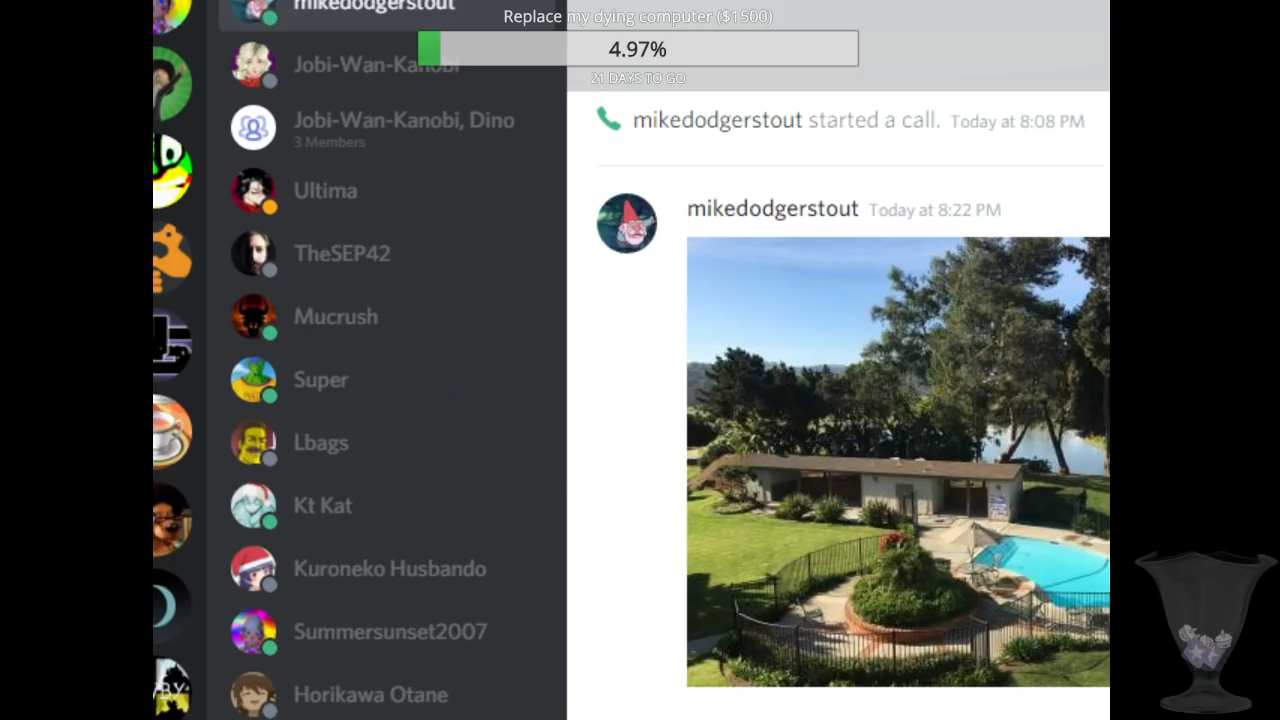 Replace my dying computer ($1500)
4.97%
21 DAYS TO GO
mikedodgerstout
Jobi-Wan-Kanobi
Jobi-Wan-Kanobi, Dino
3 Members
Ultima
TheSEP42
Mucrush
Super
Lbags
Kt Kat
Kuroneko Husbando
Summersunset2007
Horikawa Otane
mikedodgerstout started a call. Today at 8:08 PM
mikedodgerstout Today at 8:22 PM